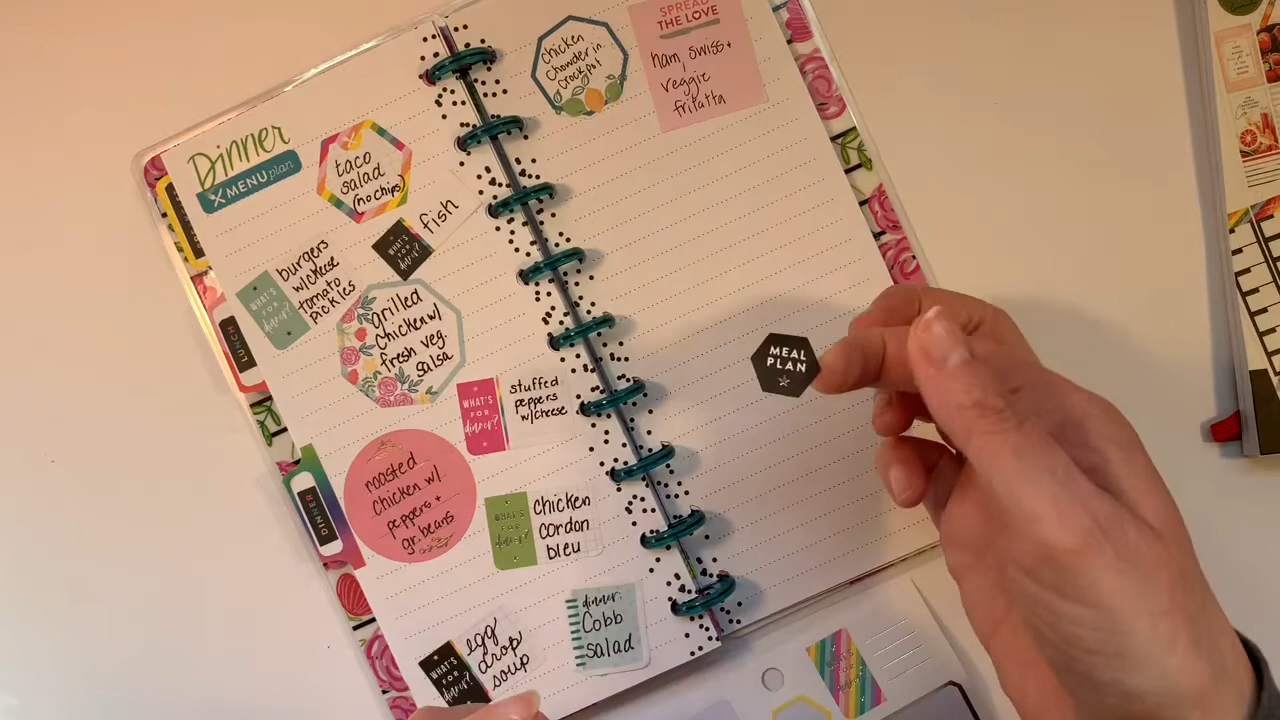 Dinner
MENU plan
taco
salad
(no chips)
WHAT'S
FOR
dinner?
fish
WHAT'S
FOR
dinner?
burgers
w/cheese
tomato
pickles
grilled
chicken w/
fresh veg.
salsa
WHAT'S
FOR
dinner?
stuffed
peppers
w/cheese
roasted
chicken w/
peppers +
gr. beans
WHAT'S
FOR
dinner?
chicken
cordon
bleu
WHAT'S
FOR
dinner?
egg
drop
soup
dinner:
Cobb
salad
LUNCH
DINNER
chicken
chowder in
crock pot
SPREAD
THE LOVE
ham, swiss +
veggie
fritatta
MEAL
PLAN